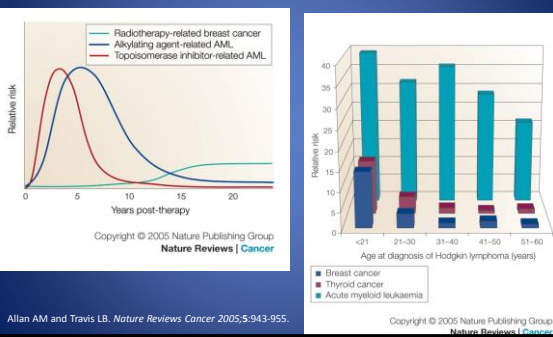 Radiotherapy-related breast cancer
Alkylating agent-related AML
Topoisomerase inhibitor-related AML
Relative risk
0 5 10 15 20
Years post-therapy
Copyright © 2005 Nature Publishing Group
Nature Reviews | Cancer
40
35
30
25
20
15
10
5
0
Relative risk
<21 21-30 31-40 41-50 51-60
Age at diagnosis of Hodgkin lymphoma (years)
Breast cancer
Thyroid cancer
Acute myeloid leukaemia
Copyright © 2005 Nature Publishing Group
Nature Reviews | Cancer
Allan AM and Travis LB. Nature Reviews Cancer 2005;5:943-955.